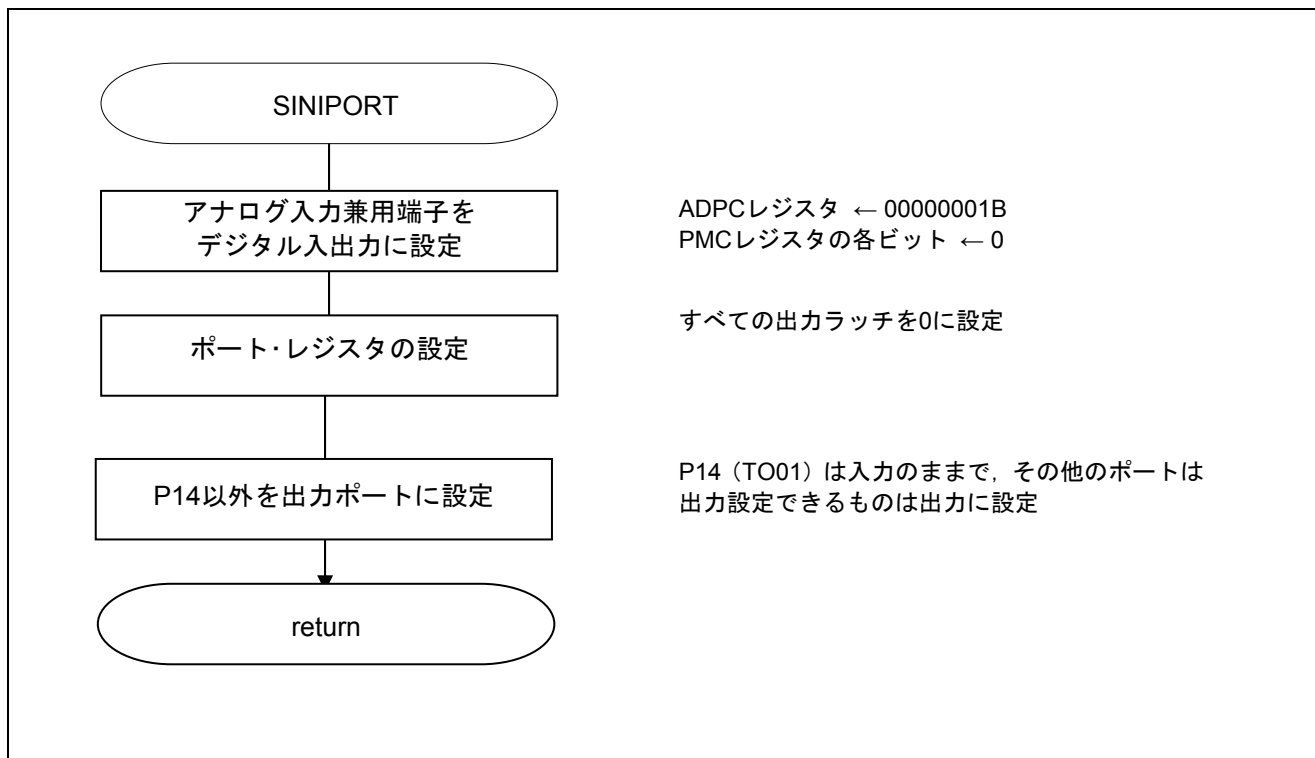 SINIPORT
アナログ入力兼用端子を
デジタル入出力に設定
ADPCレジスタ ← 00000001B
PMCレジスタの各ビット ← 0
ポート・レジスタの設定
すべての出力ラッチを0に設定
P14以外を出力ポートに設定
P14（TO01）は入力のままで，その他のポートは
出力設定できるものは出力に設定
return